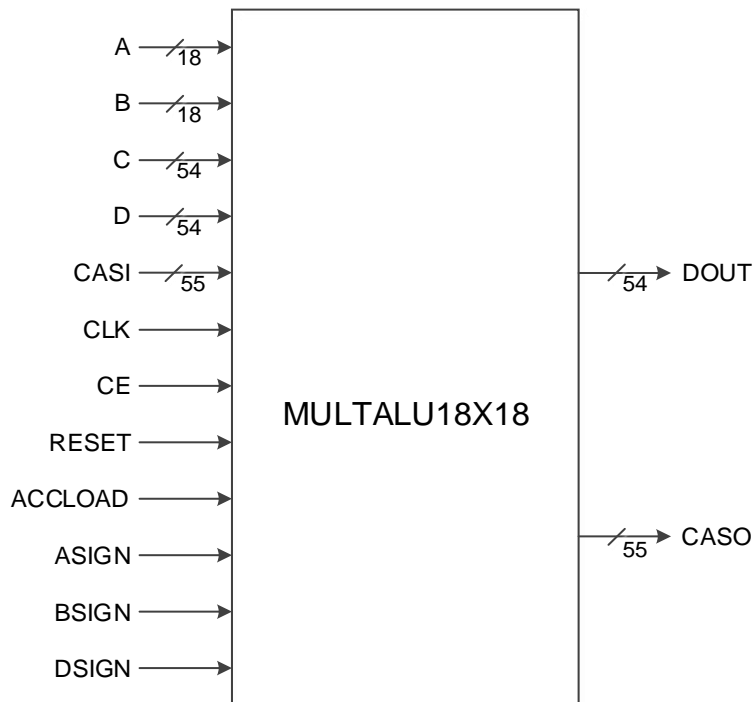 A
18
B
18
C
54
D
54
CASI
55
CLK
CE
RESET
ACCLOAD
ASIGN
BSIGN
DSIGN
MULTALU18X18
54
DOUT
55
CASO